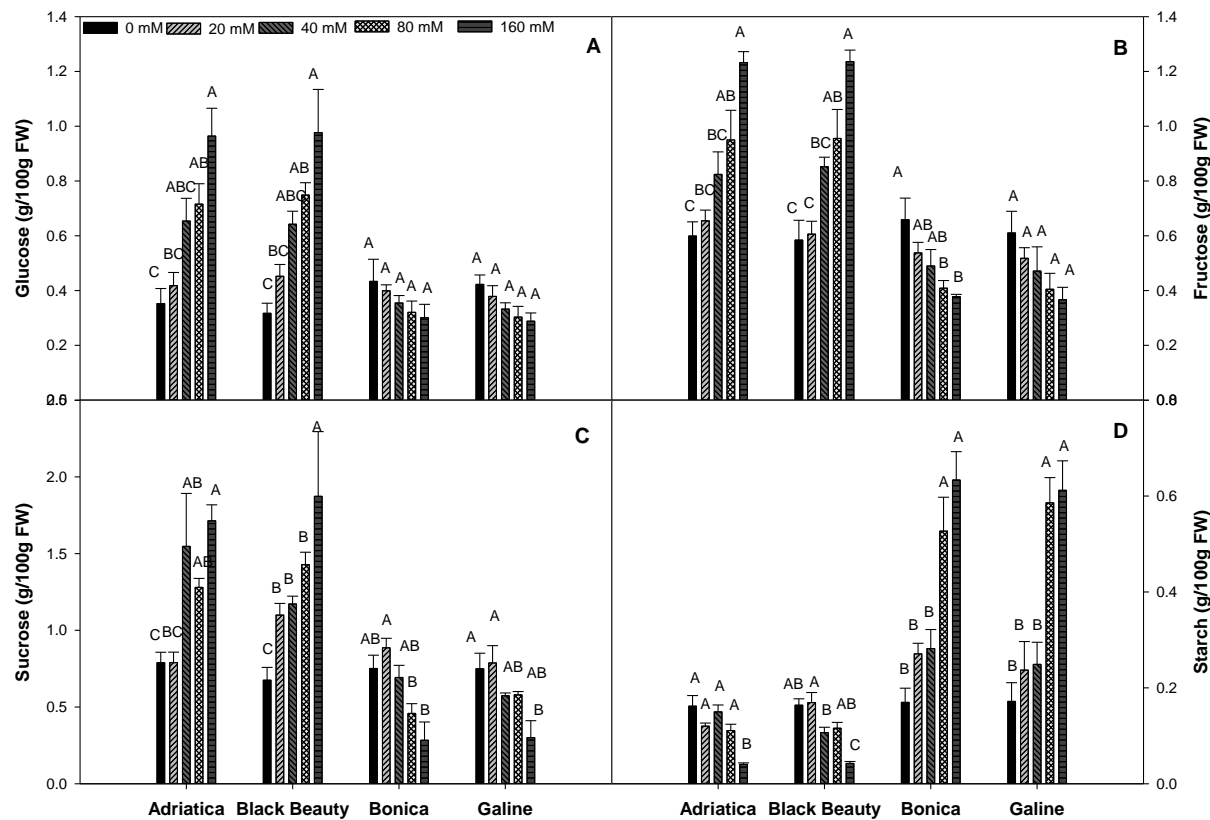 0 mM 20 mM 40 mM 80 mM 160 mM
A
B
C
D
Glucose (g/100g FW)
1.4
1.2
1.0
0.8
0.6
0.4
0.2
C BC ABC AB A
C BC ABC AB A
A A A A A
A A A A A
Fructose (g/100g FW)
1.4
1.2
1.0
0.8
0.6
0.4
0.2
C BC BC AB A
C C BC AB A
A AB AB B B
A A A A A
Sucrose (g/100g FW)
2.0
1.5
1.0
0.5
0.0
C BC AB AB A
C B B B A
AB A AB B B
A A AB AB B
Starch (g/100g FW)
0.6
0.4
0.2
0.0
A A A A B
AB A B AB C
B B B A A
B B B A A
Adriatica Black Beauty Bonica Galine
Adriatica Black Beauty Bonica Galine